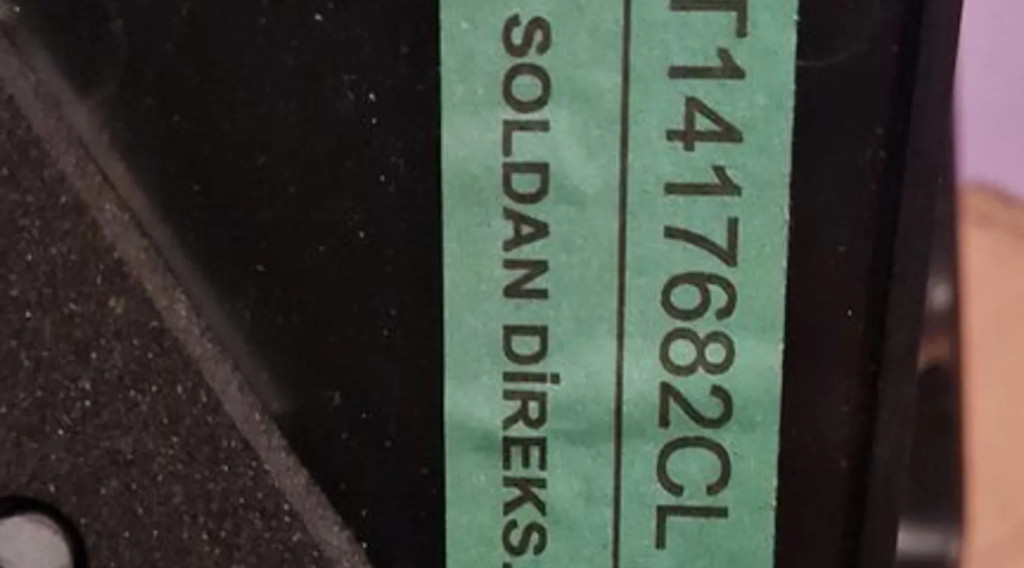 T1417682CL
SOLDAN DİREKS.